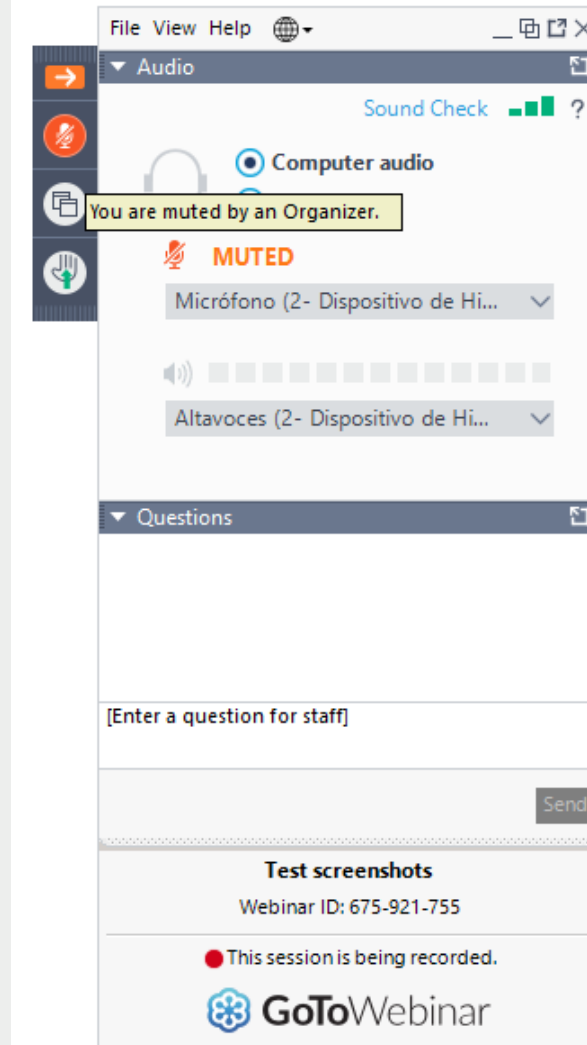 File View Help
Audio
Sound Check ?
Computer audio
You are muted by an Organizer.
MUTED
Micrófono (2- Dispositivo de Hi...
Altavoces (2- Dispositivo de Hi...
Questions
[Enter a question for staff]
Send
Test screenshots
Webinar ID: 675-921-755
This session is being recorded.
GoToWebinar